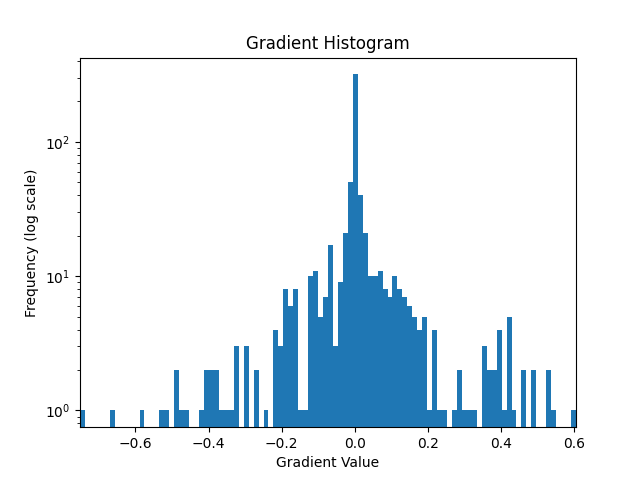 Gradient Histogram
Frequency (log scale)
10²
10¹
10⁰
−0.6 −0.4 −0.2 0.0 0.2 0.4 0.6
Gradient Value